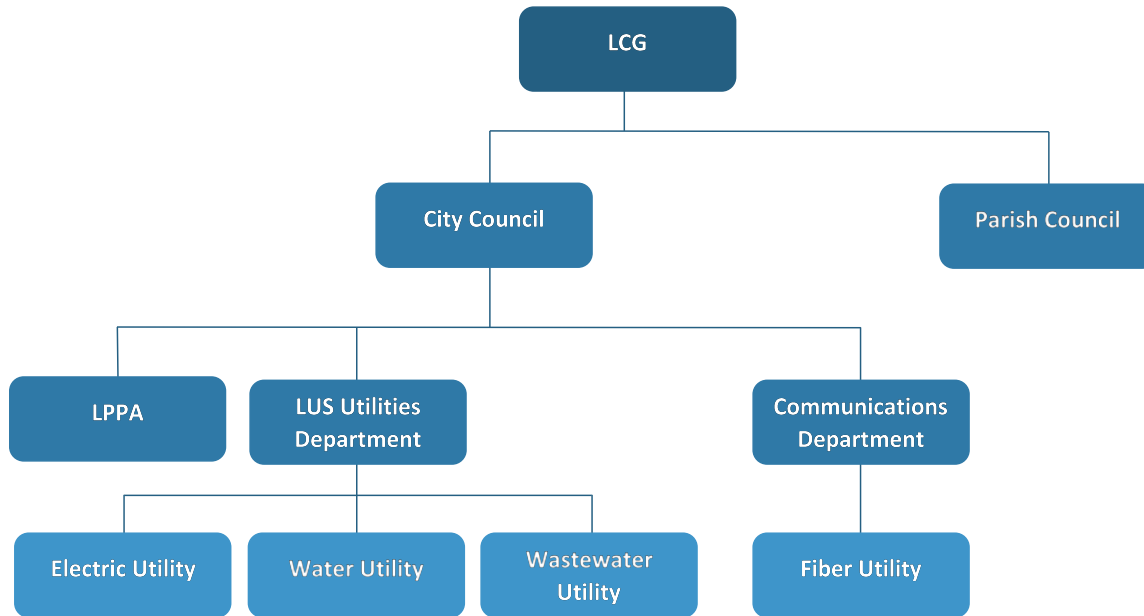 LCG
City Council
Parish Council
LPPA
LUS Utilities
Department
Communications
Department
Electric Utility
Water Utility
Wastewater
Utility
Fiber Utility